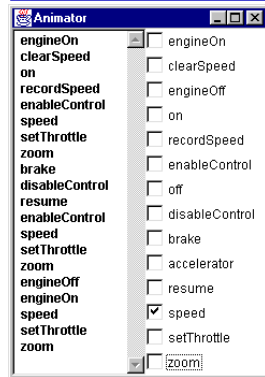 Animator
engineOn
clearSpeed
on
recordSpeed
enableControl
speed
setThrottle
zoom
brake
disableControl
resume
enableControl
speed
setThrottle
zoom
engineOff
engineOn
speed
setThrottle
zoom
engineOn
clearSpeed
engineOff
on
recordSpeed
enableControl
off
disableControl
brake
accelerator
resume
speed
setThrottle
zoom